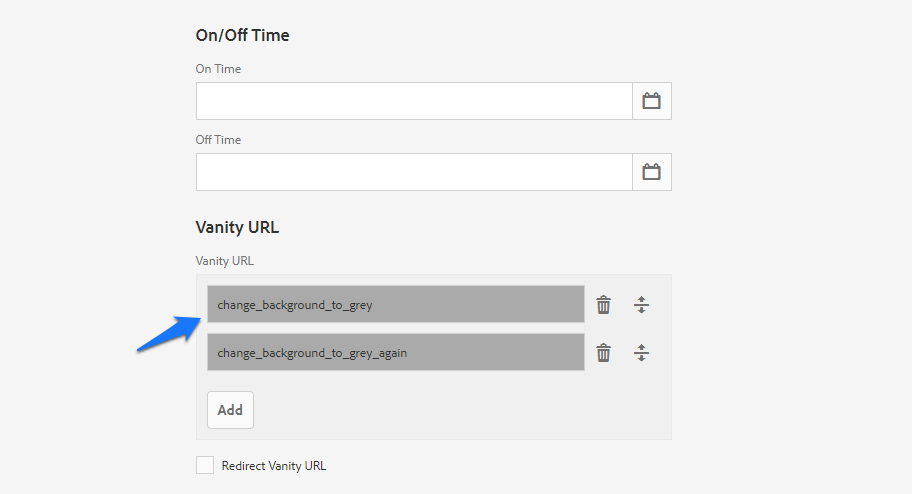 On/Off Time
On Time
Off Time
Vanity URL
Vanity URL
change_background_to_grey
change_background_to_grey_again
Add
Redirect Vanity URL